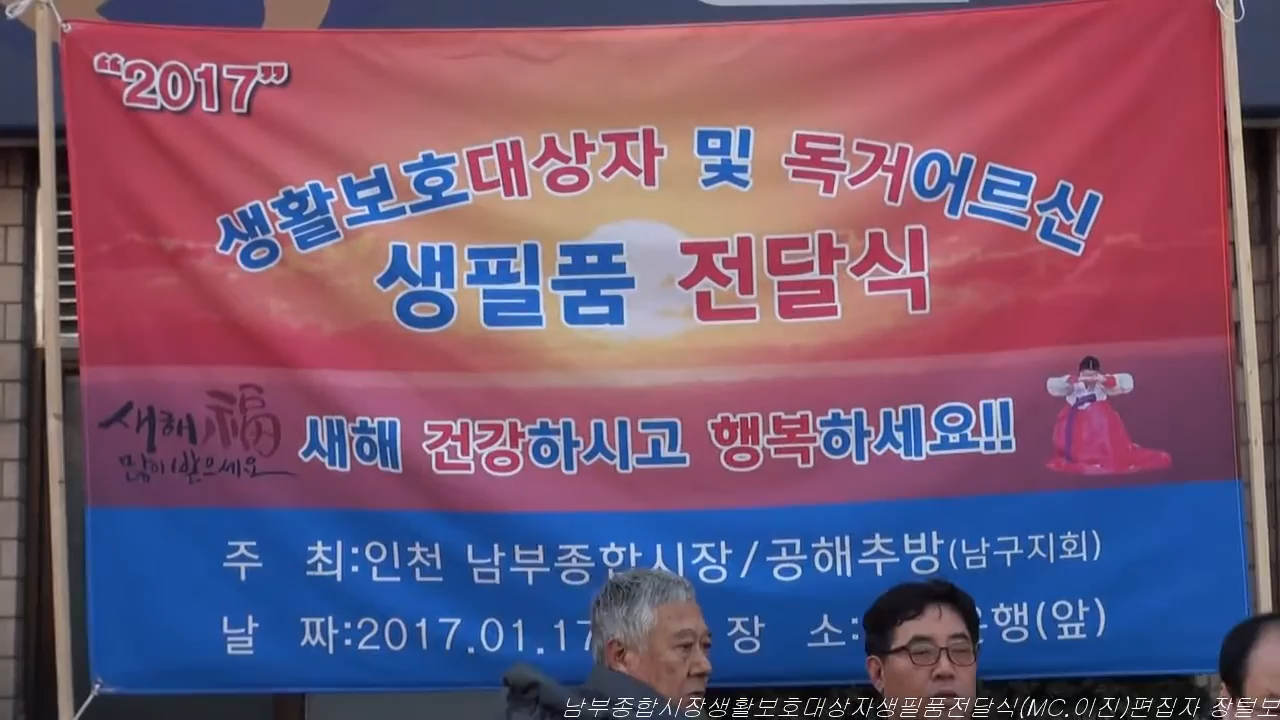 “2017”
생활보호대상자 및 독거어르신
생필품 전달식
새해 福
많이 받으세요
새해 건강하시고 행복하세요!!
주 최:인천 남부종합시장/공해추방(남구지회)
날 짜:2017.01.17 장 소: 은행(앞)
남부종합시장생활보호대상자생필품전달식(MC.이진)편집자 장털보